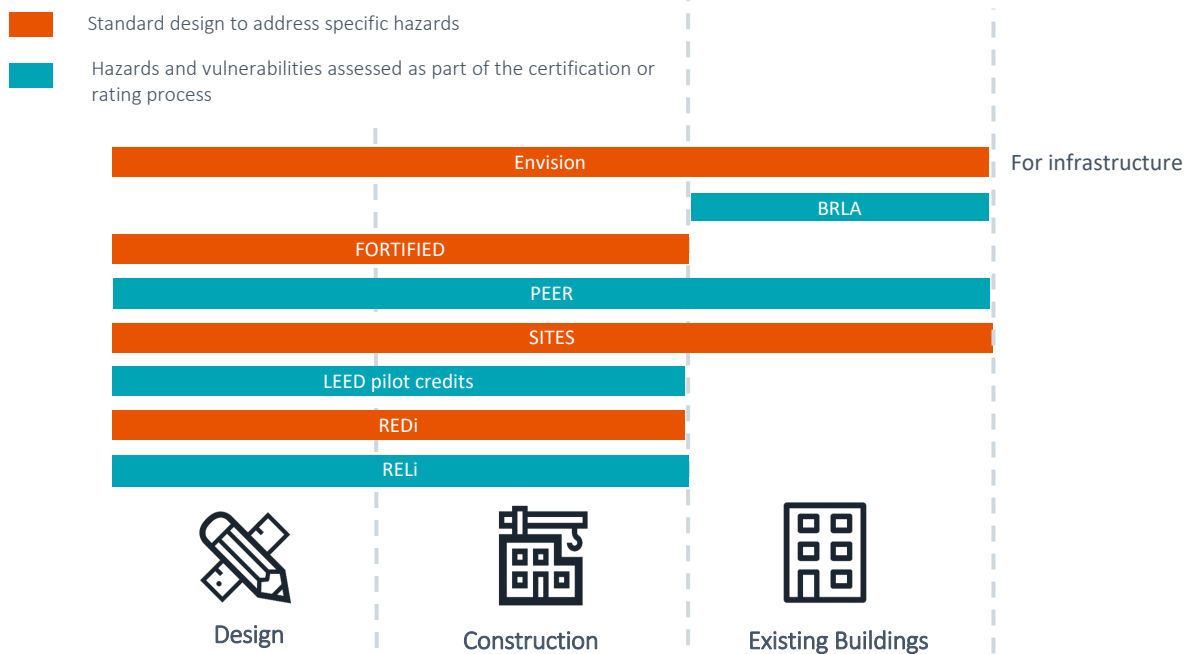 Standard design to address specific hazards
Hazards and vulnerabilities assessed as part of the certification or
rating process
Envision
For infrastructure
BRLA
FORTIFIED
PEER
SITES
LEED pilot credits
REDi
RELi
Design
Construction
Existing Buildings